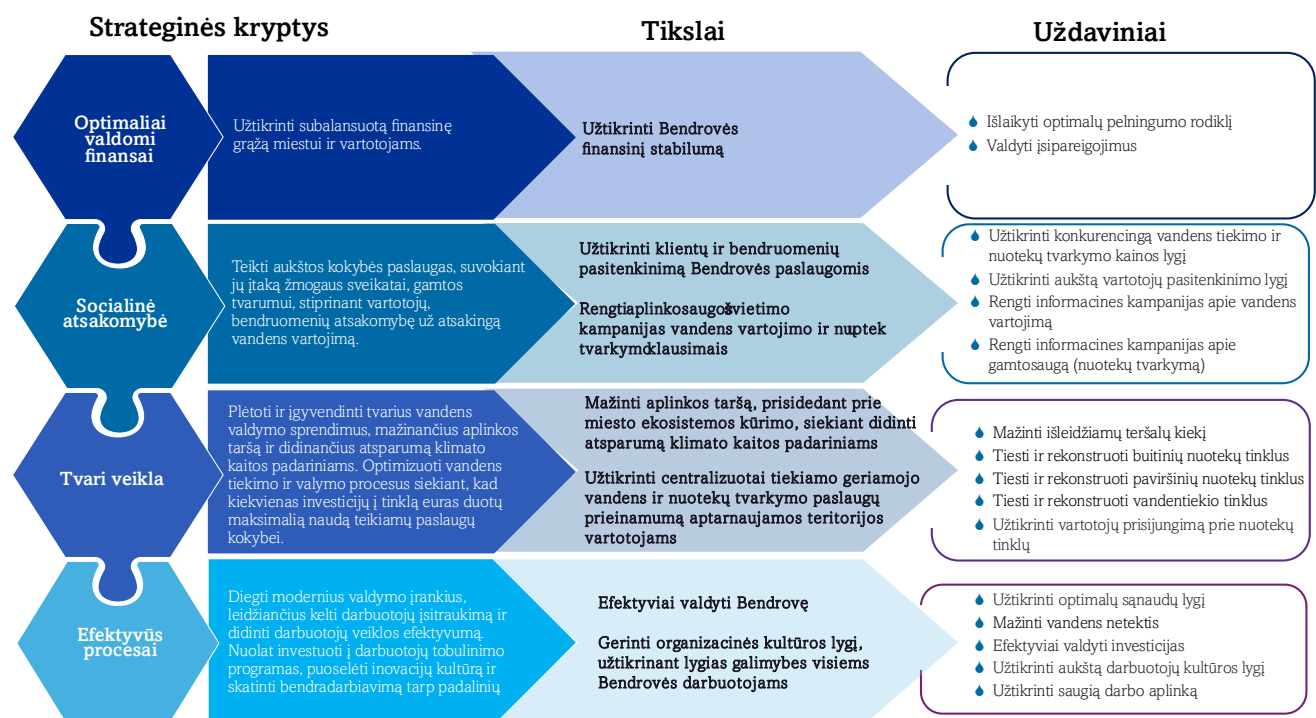 Strateginės kryptys
Tikslai
Uždaviniai
Optimaliai
valdomi
finansai
Užtikrinti subalansuotą finansinę
grąžą miestui ir vartotojams.
Užtikrinti Bendrovės
finansinį stabilumą
Išlaikyti optimalų pelningumo rodiklį
Valdyti įsipareigojimus
Socialinė
atsakomybė
Teikti aukštos kokybės paslaugas, suvokiant
jų įtaką žmogaus sveikatai, gamtos
tvarumui, stiprinant vartotojų,
bendruomenių atsakomybę už atsakingą
vandens vartojimą.
Užtikrinti klientų ir bendruomenių
pasitenkinimą Bendrovės paslaugomis
Rengtiaplinkosaugosšvietimo
kampanijas vandens vartojimo ir nuotekų
tvarkymoklausimais
Užtikrinti konkurencingą vandens tiekimo ir
nuotekų tvarkymo kainos lygį
Užtikrinti aukštą vartotojų pasitenkinimo lygį
Rengti informacines kampanijas apie vandens
vartojimą
Rengti informacines kampanijas apie
gamtosaugą (nuotekų tvarkymą)
Tvari veikla
Plėtoti ir įgyvendinti tvarius vandens
valdymo sprendimus, mažinančius aplinkos
taršą ir didinančius atsparumą klimato
kaitos padariniams. Optimizuoti vandens
tiekimo ir valymo procesus siekiant, kad
kiekvienas investicijų į tinklą euras duotų
maksimalią naudą teikiamų paslaugų
kokybei.
Mažinti aplinkos taršą, prisidedant prie
miesto ekosistemos kūrimo, siekiant didinti
atsparumą klimato kaitos padariniams
Užtikrinti centralizuotai tiekiamo geriamojo
vandens ir nuotekų tvarkymo paslaugų
prieinamumą aptarnaujamos teritorijos
vartotojams
Mažinti išleidžiamų teršalų kiekį
Tiesti ir rekonstruoti buitinių nuotekų tinklus
Tiesti ir rekonstruoti paviršinių nuotekų tinklus
Tiesti ir rekonstruoti vandentiekio tinklus
Užtikrinti vartotojų prisijungimą prie nuotekų
tinklų
Efektyvūs
procesai
Diegti modernius valdymo įrankius,
leidžiančius kelti darbuotojų įsitraukimą ir
didinti darbuotojų veiklos efektyvumą.
Nuolat investuoti į darbuotojų tobulinimo
programas, puoselėti inovacijų kultūrą ir
skatinti bendradarbiavimą tarp padalinių
Efektyviai valdyti Bendrovę
Gerinti organizacinės kultūros lygį,
užtikrinant lygias galimybes visiems
Bendrovės darbuotojams
Užtikrinti optimalų sąnaudų lygį
Mažinti vandens netektis
Efektyviai valdyti investicijas
Užtikrinti aukštą darbuotojų kultūros lygį
Užtikrinti saugią darbo aplinką